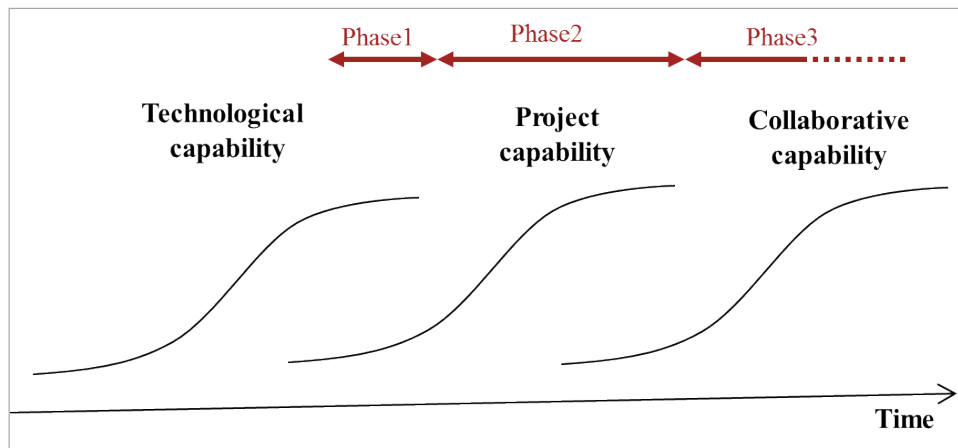 Phase1
Phase2
Phase3
Technological
capability
Project
capability
Collaborative
capability
Time